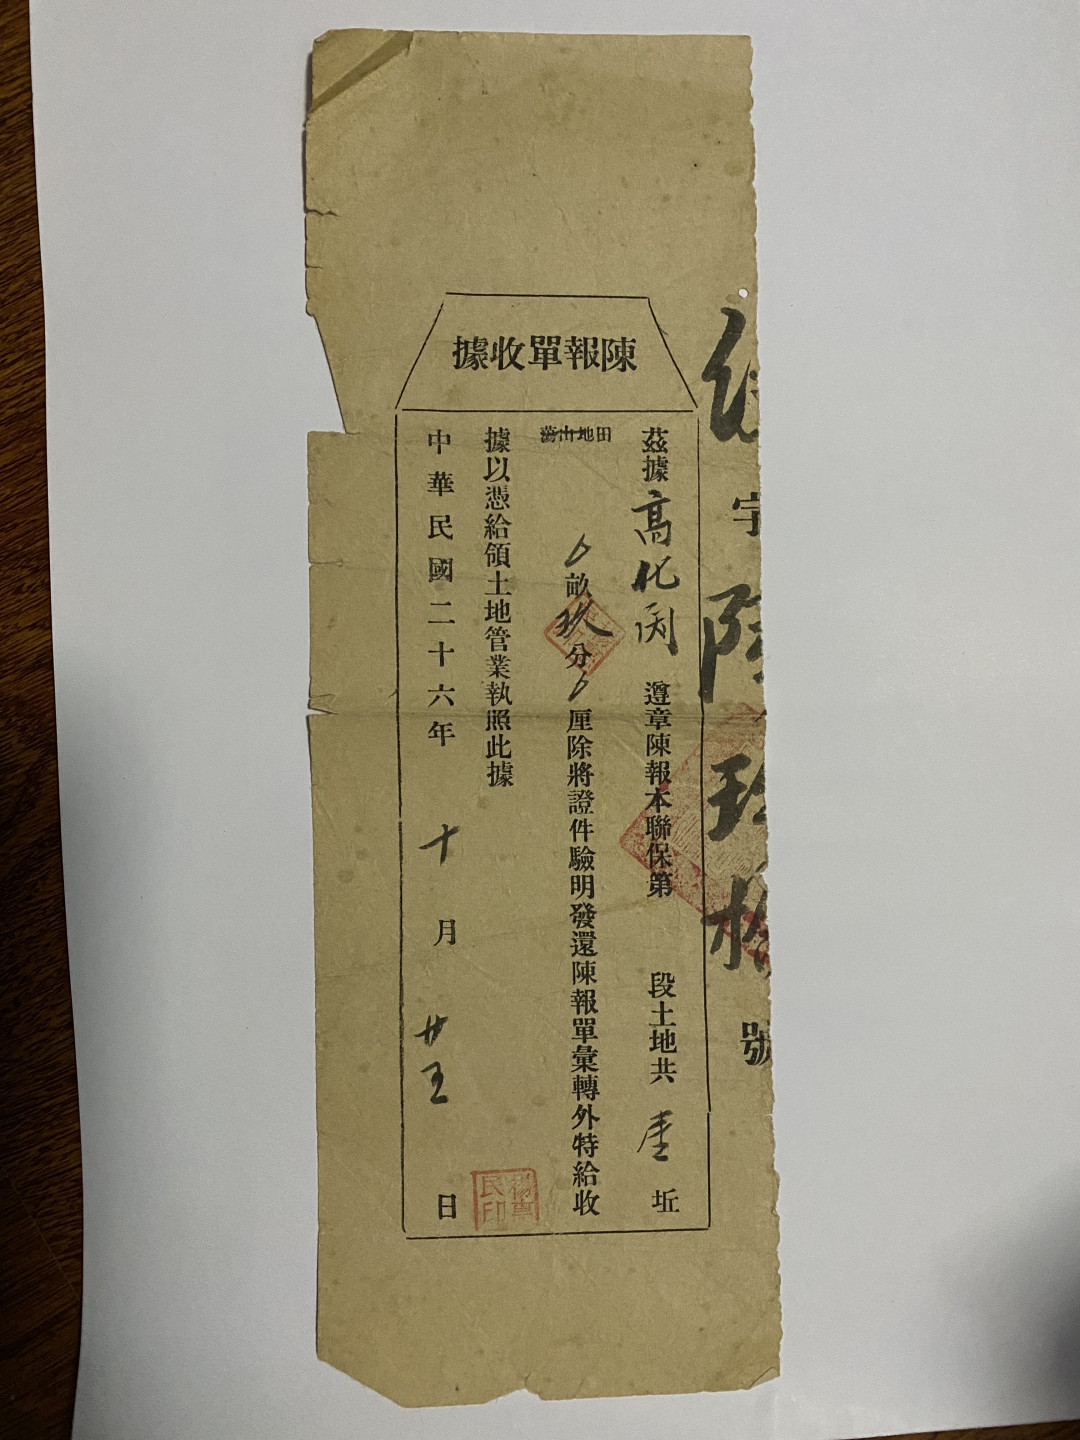 陳報單收據
字
號
茲據高化
遵章陳報本聯保第 段土地共 坵
田地山蕩
畝玖分 厘除將證件驗明發還陳報單彙轉外特給收
據以憑給領土地管業執照此據
中華民國二十六年十月廿五日
民印